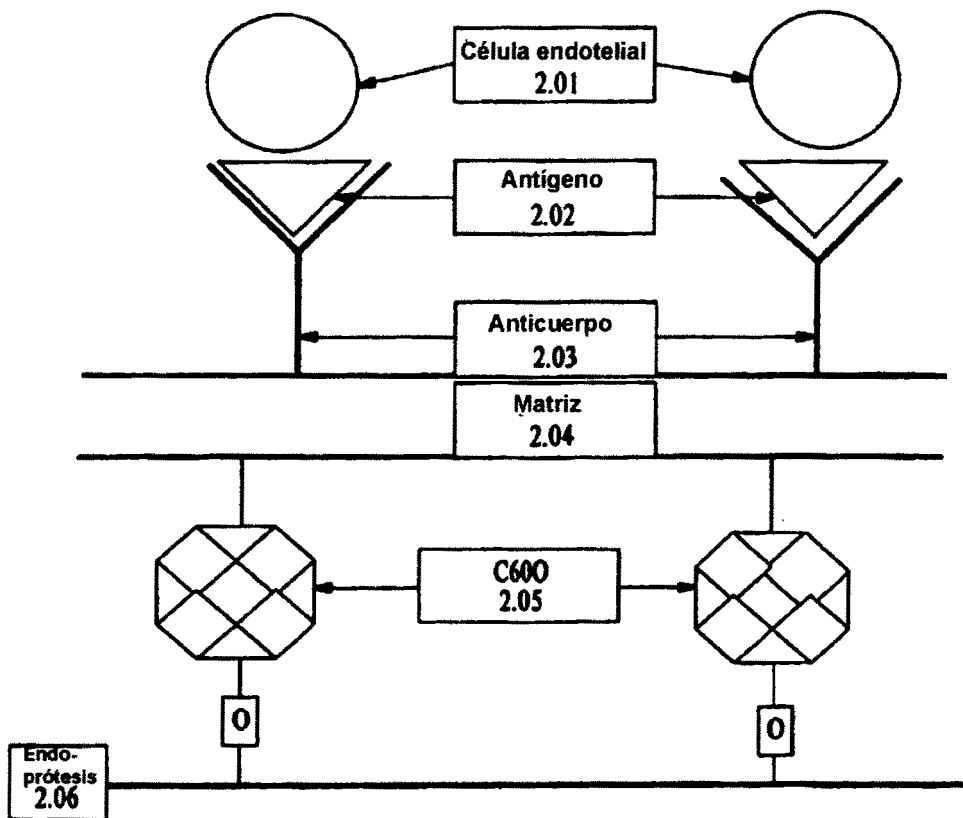 Célula endotelial
2.01
Antígeno
2.02
Anticuerpo
2.03
Matriz
2.04
C60O
2.05
O
O
Endo-
prótesis
2.06